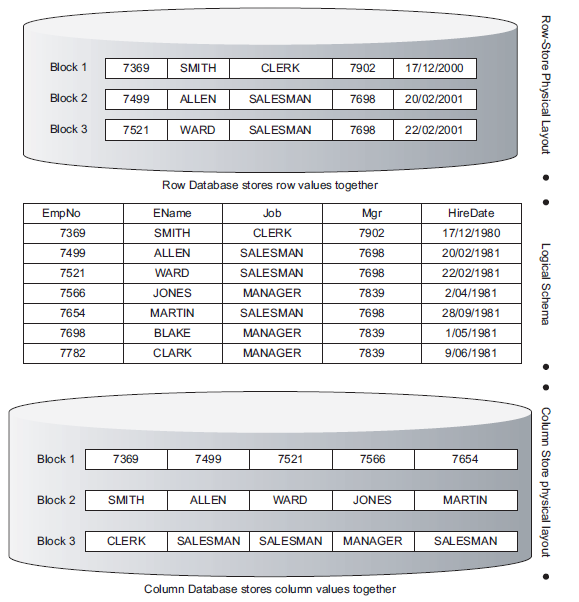 Block 1 7369 SMITH CLERK 7902 17/12/2000
Block 2 7499 ALLEN SALESMAN 7698 20/02/2001
Block 3 7521 WARD SALESMAN 7698 22/02/2001
Row Database stores row values together
Row-Store Physical Layout
EmpNo EName Job Mgr HireDate
7369 SMITH CLERK 7902 17/12/1980
7499 ALLEN SALESMAN 7698 20/02/1981
7521 WARD SALESMAN 7698 22/02/1981
7566 JONES MANAGER 7839 2/04/1981
7654 MARTIN SALESMAN 7698 28/09/1981
7698 BLAKE MANAGER 7839 1/05/1981
7782 CLARK MANAGER 7839 9/06/1981
Logical Schema
Block 1 7369 7499 7521 7566 7654
Block 2 SMITH ALLEN WARD JONES MARTIN
Block 3 CLERK SALESMAN SALESMAN MANAGER SALESMAN
Column Database stores column values together
Column Store physical layout